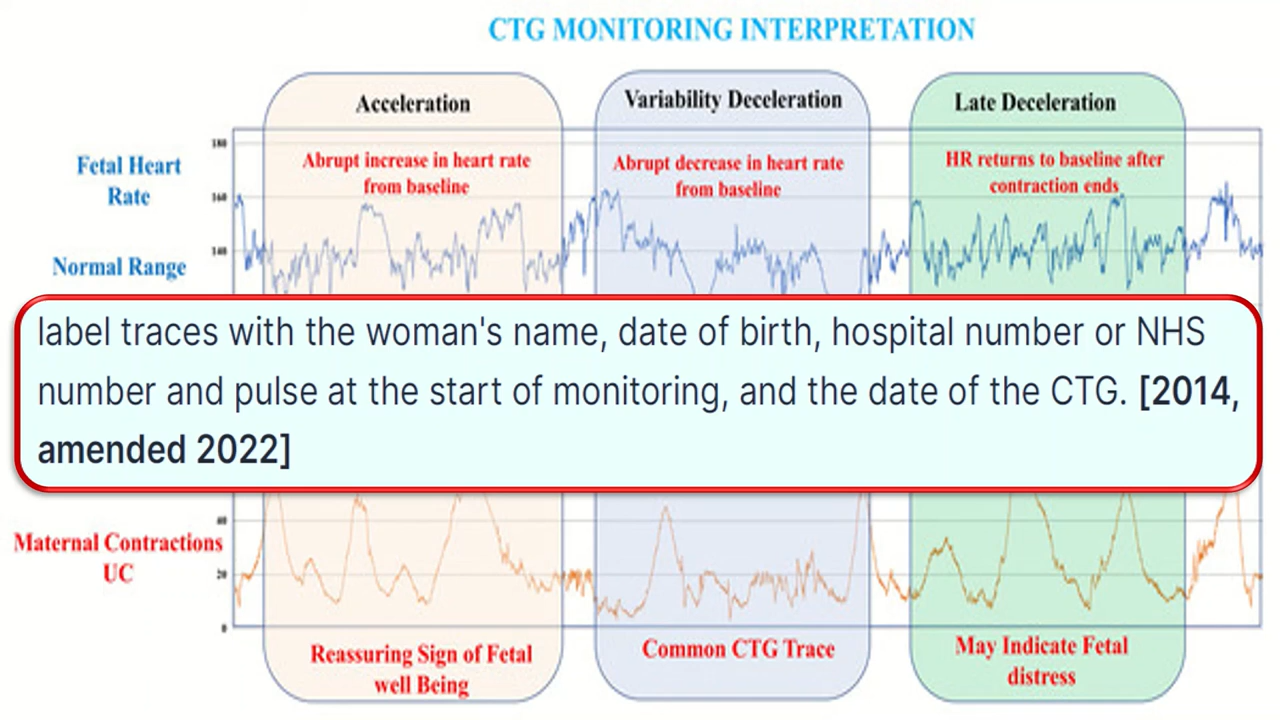 CTG MONITORING INTERPRETATION
Acceleration
Variability Deceleration
Late Deceleration
Fetal Heart
Rate
Normal Range
180
160
140
Abrupt increase in heart rate
from baseline
Abrupt decrease in heart rate
from baseline
HR returns to baseline after
contraction ends
label traces with the woman's name, date of birth, hospital number or NHS
number and pulse at the start of monitoring, and the date of the CTG. [2014,
amended 2022]
Maternal Contractions
UC
40
20
0
Reassuring Sign of Fetal
well Being
Common CTG Trace
May Indicate Fetal
distress